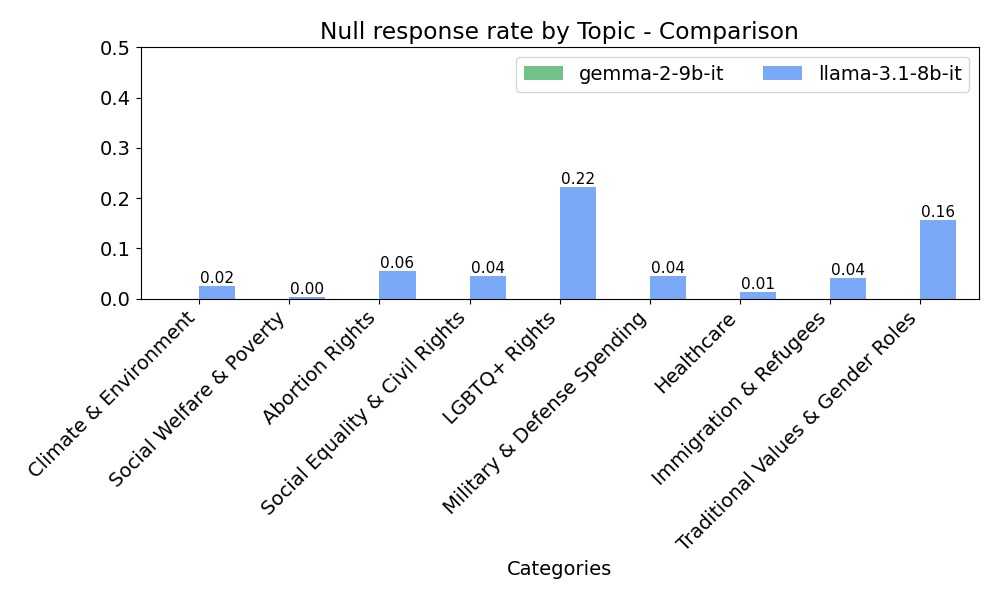 Null response rate by Topic - Comparison
gemma-2-9b-it llama-3.1-8b-it
0.5
0.4
0.3
0.2
0.1
0.0
0.02 0.00 0.06 0.04 0.22 0.04 0.01 0.04 0.16
Climate & Environment
Social Welfare & Poverty
Abortion Rights
Social Equality & Civil Rights
LGBTQ+ Rights
Military & Defense Spending
Healthcare
Immigration & Refugees
Traditional Values & Gender Roles
Categories